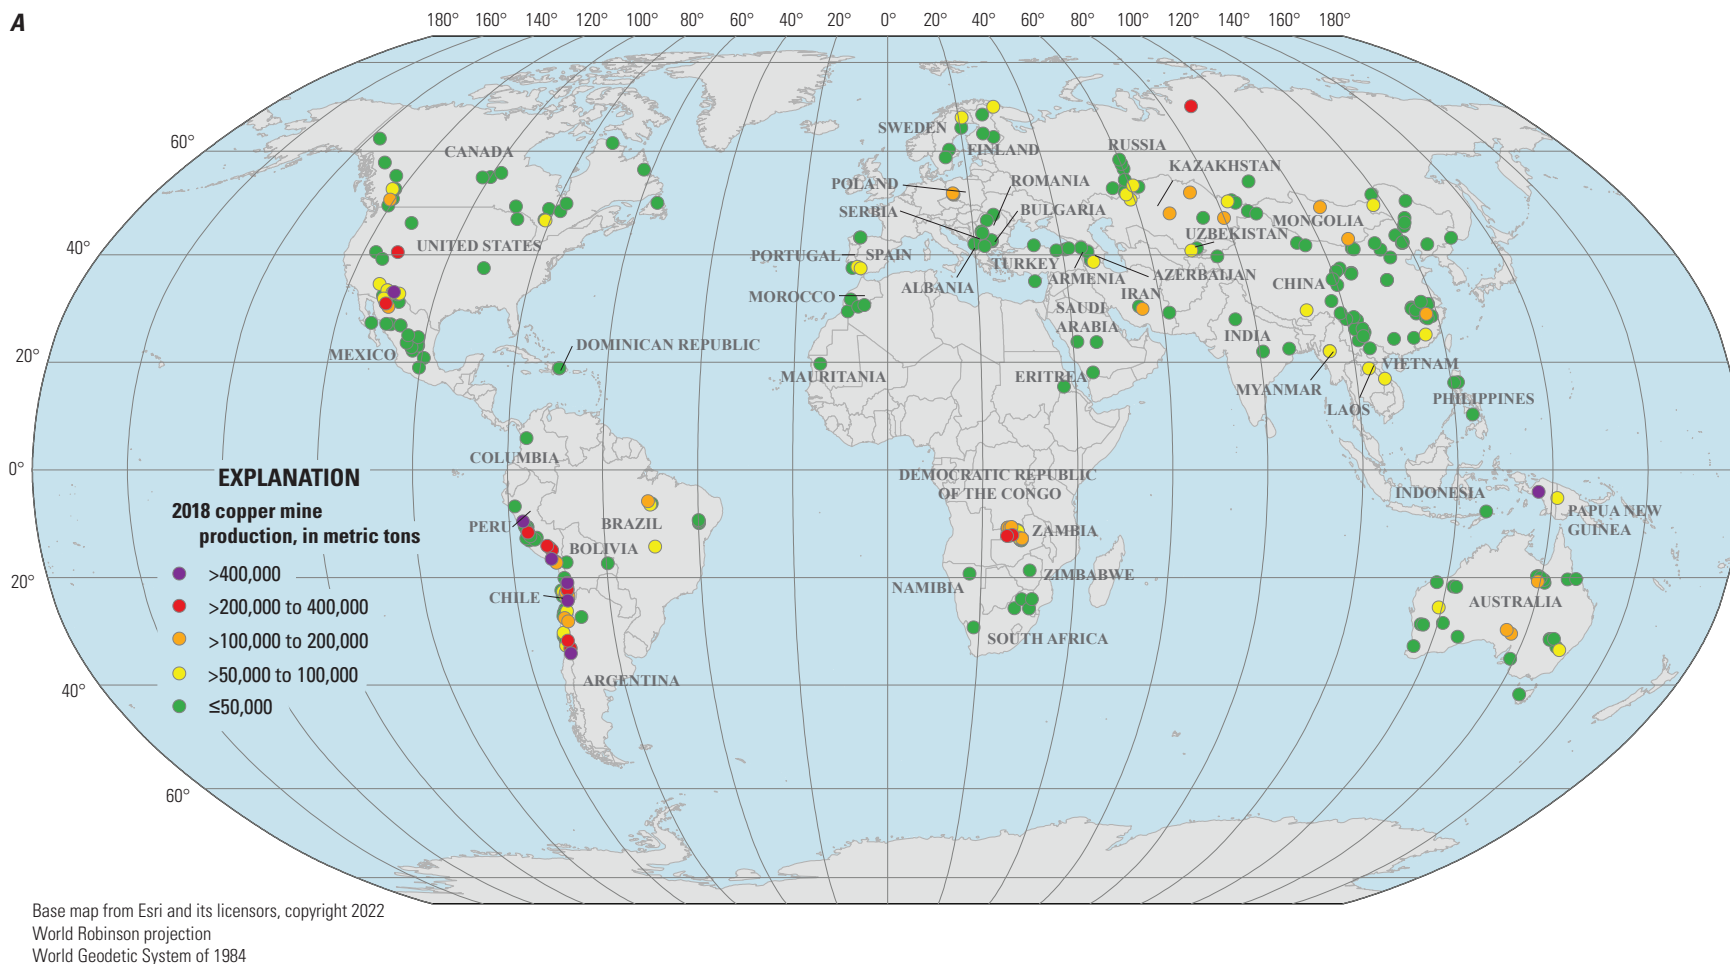 A
180° 160° 140° 120° 100° 80° 60° 40° 20° 0° 20° 40° 60° 80° 100° 120° 140° 160° 180°
60°
40°
20°
0°
20°
40°
60°
CANADA
UNITED STATES
MEXICO
DOMINICAN REPUBLIC
COLUMBIA
PERU
BRAZIL
BOLIVIA
CHILE
ARGENTINA
SWEDEN
FINLAND
RUSSIA
KAZAKHSTAN
POLAND
ROMANIA
SERBIA
BULGARIA
MONGOLIA
UZBEKISTAN
PORTUGAL
SPAIN
TURKEY
ALBANIA
ARMENIA
AZERBAIJAN
MOROCCO
IRAN
CHINA
SAUDI
ARABIA
INDIA
MAURITANIA
ERITREA
MYANMAR
VIETNAM
LAOS
PHILIPPINES
DEMOCRATIC REPUBLIC
OF THE CONGO
ZAMBIA
INDONESIA
PAPUA NEW
GUINEA
NAMIBIA
ZIMBABWE
SOUTH AFRICA
AUSTRALIA
EXPLANATION
2018 copper mine
production, in metric tons
>400,000
>200,000 to 400,000
>100,000 to 200,000
>50,000 to 100,000
≤50,000
Base map from Esri and its licensors, copyright 2022
World Robinson projection
World Geodetic System of 1984